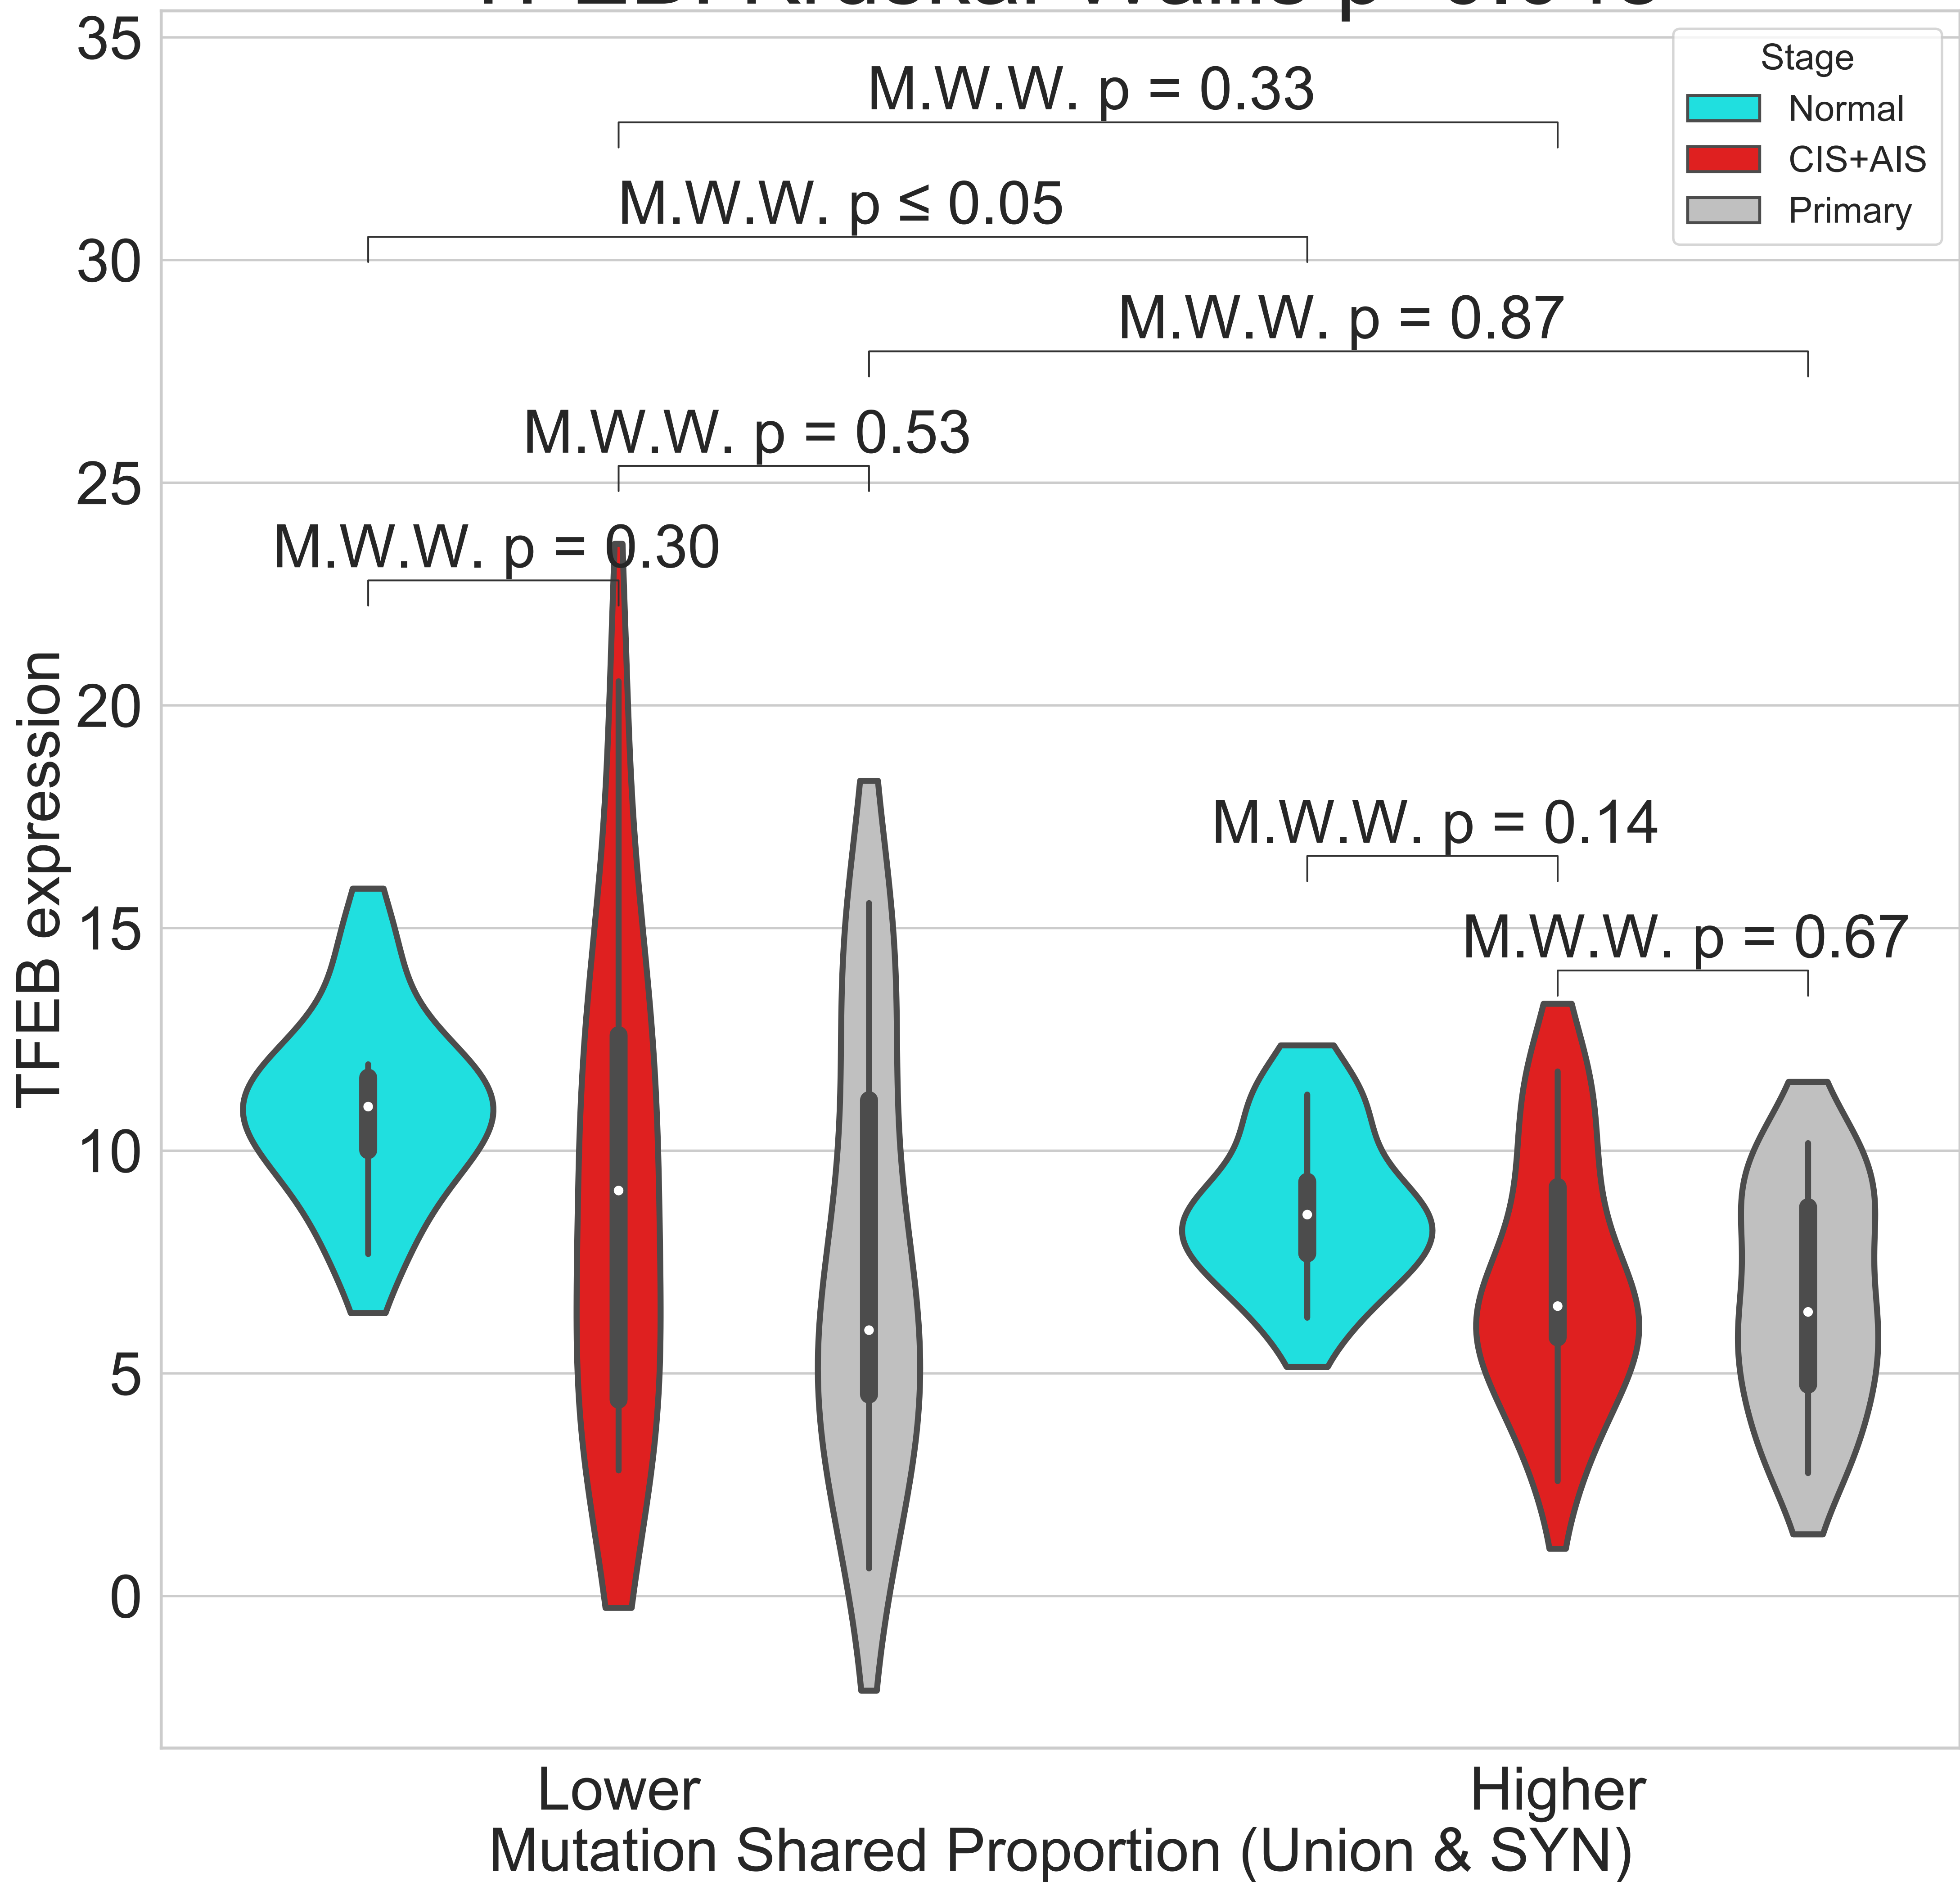 35
30
25
20
15
10
5
0
TFEB expression
M.W.W. p = 0.33
M.W.W. p ≤ 0.05
M.W.W. p = 0.87
M.W.W. p = 0.53
M.W.W. p = 0.30
M.W.W. p = 0.14
M.W.W. p = 0.67
Stage
Normal
CIS+AIS
Primary
Lower
Higher
Mutation Shared Proportion (Union & SYN)